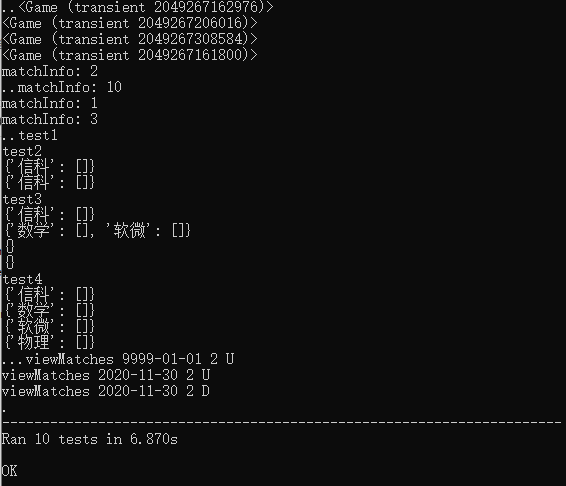 ..<Game (transient 2049267162976)>
<Game (transient 2049267206016)>
<Game (transient 2049267308584)>
<Game (transient 2049267161800)>
matchInfo: 2
..matchInfo: 10
matchInfo: 1
matchInfo: 3
..test1
test2
{'信科': []}
{'信科': []}
test3
{'信科': []}
{'数学': [], '软微': []}
{}
{}
test4
{'信科': []}
{'数学': []}
{'软微': []}
{'物理': []}
...viewMatches 9999-01-01 2 U
viewMatches 2020-11-30 2 U
viewMatches 2020-11-30 2 D
.
----------------------------------------------------------------------
Ran 10 tests in 6.870s
OK